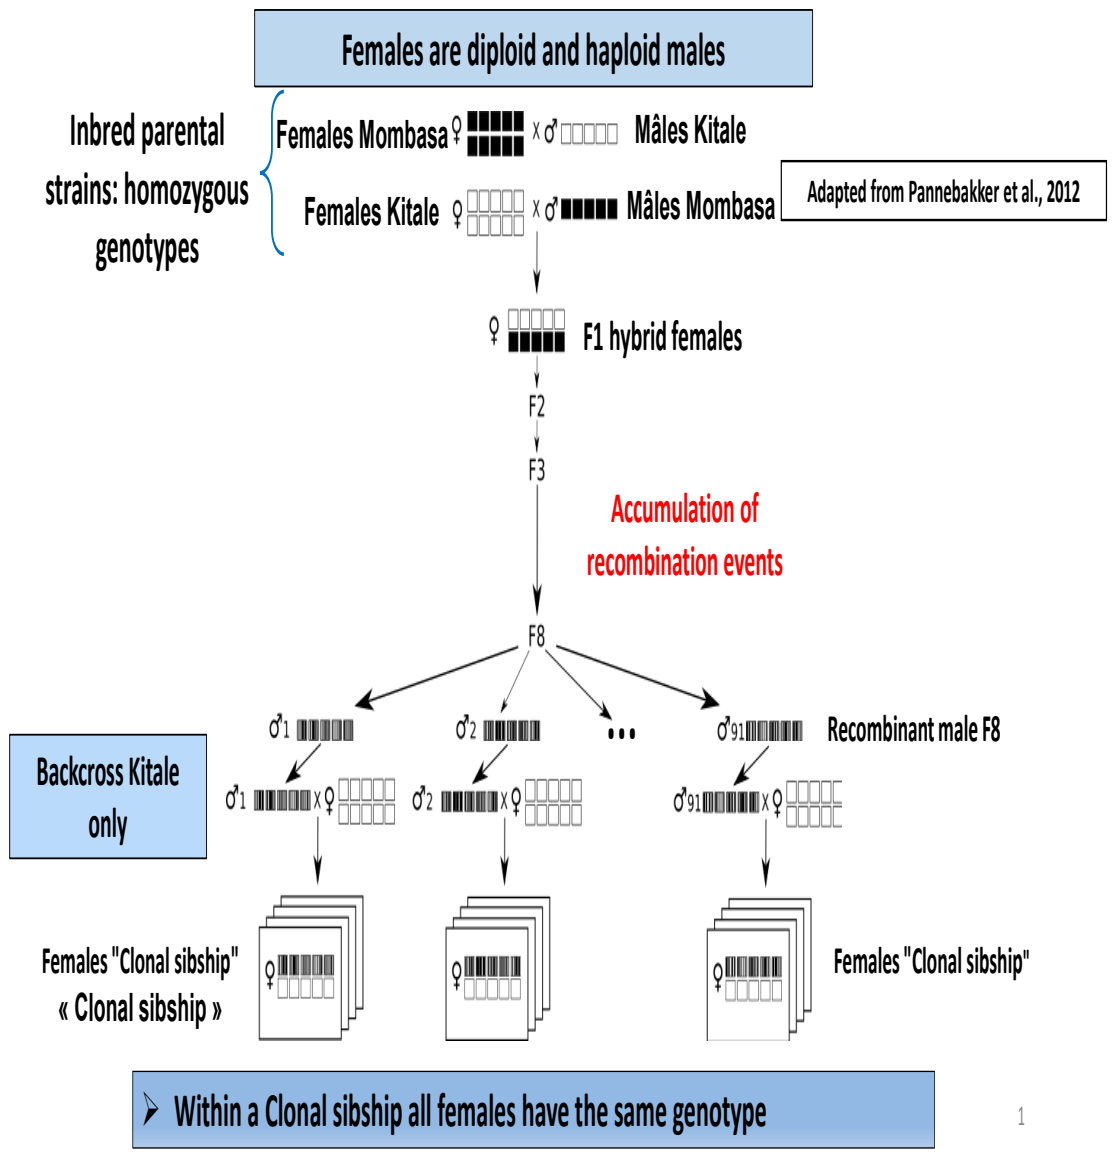 Females are diploid and haploid males
Inbred parental
strains: homozygous
genotypes
Females Mombasa ♀ x ♂ Mâles Kitale
Females Kitale ♀ x ♂ Mâles Mombasa
Adapted from Pannebakker et al., 2012
♀ F1 hybrid females
F2
F3
Accumulation of
recombination events
F8
♂1 ♂2 ... ♂91 Recombinant male F8
Backcross Kitale
only
♂1 x ♀ ♂2 x ♀ ♂91 x ♀
Females "Clonal sibship"
« Clonal sibship »
♀ ♀ ♀
Females "Clonal sibship"
➢ Within a Clonal sibship all females have the same genotype
1